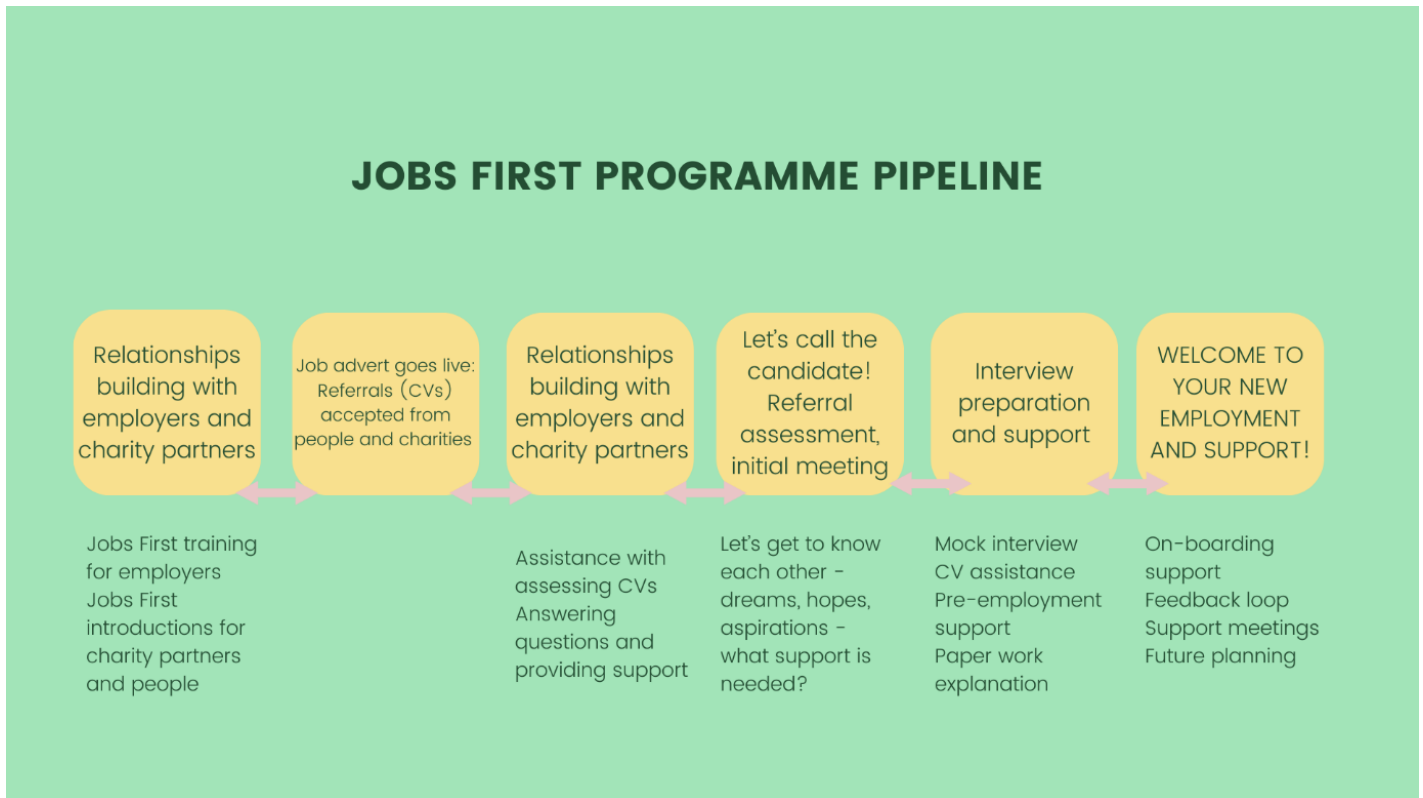 JOBS FIRST PROGRAMME PIPELINE
Relationships
building with
employers and
charity partners
Job advert goes live:
Referrals (CVs)
accepted from
people and charities
Relationships
building with
employers and
charity partners
Let's call the
candidate!
Referral
assessment,
initial meeting
Interview
preparation
and support
WELCOME TO
YOUR NEW
EMPLOYMENT
AND SUPPORT!
Jobs First training
for employers
Jobs First
introductions for
charity partners
and people
Assistance with
assessing CVs
Answering
questions and
providing support
Let's get to know
each other -
dreams, hopes,
aspirations -
what support is
needed?
Mock interview
CV assistance
Pre-employment
support
Paper work
explanation
On-boarding
support
Feedback loop
Support meetings
Future planning